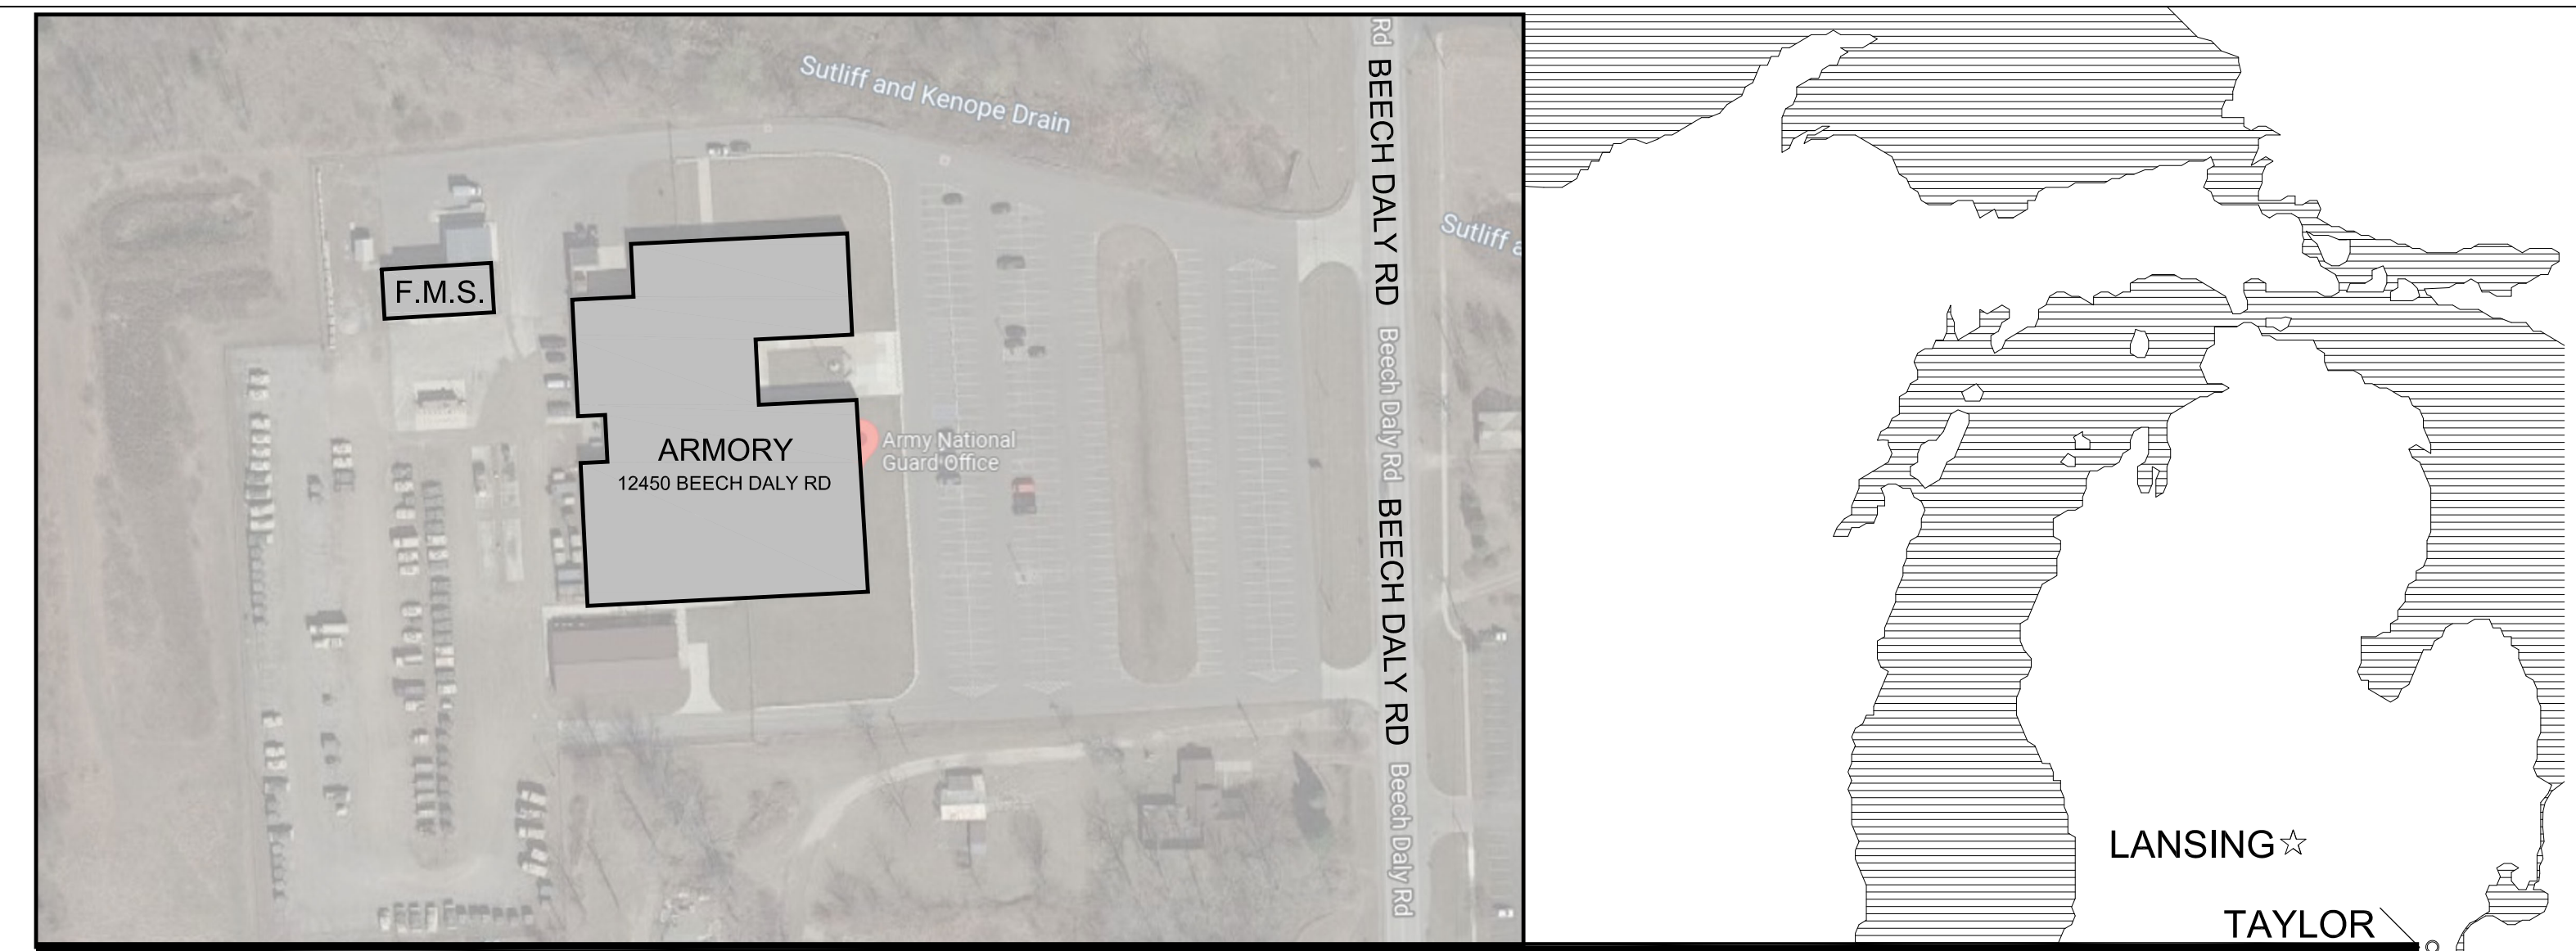 Sutliff and Kenope Drain
Rd
BEECH DALY RD
Sutliff
F.M.S.
Beech Daly Rd
ARMORY
12450 BEECH DALY RD
Army National
Guard Office
BEECH DALY RD
Beech Daly Rd
LANSING
TAYLOR